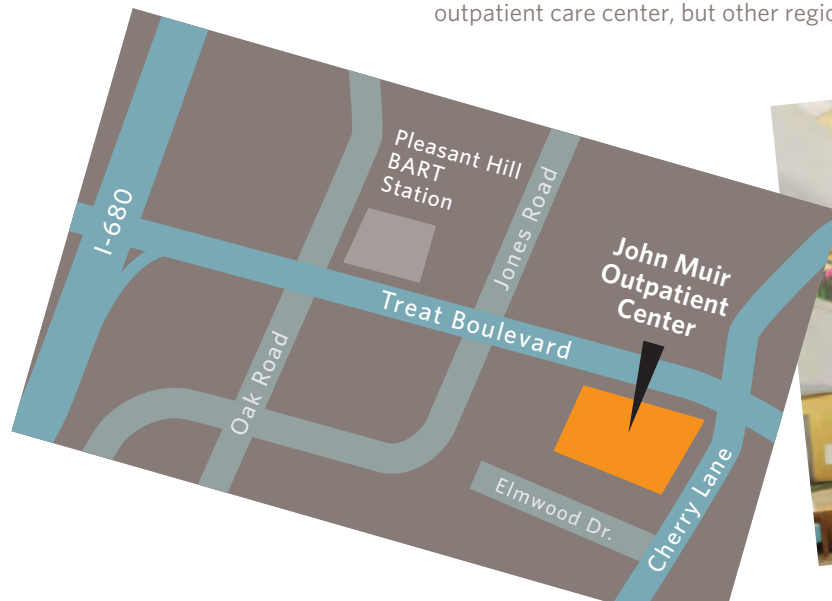 outpatient care center, but other regio
I-680
Pleasant Hill
BART
Station
Jones Road
John Muir
Outpatient
Center
Treat Boulevard
Oak Road
Elmwood Dr.
Cherry Lane